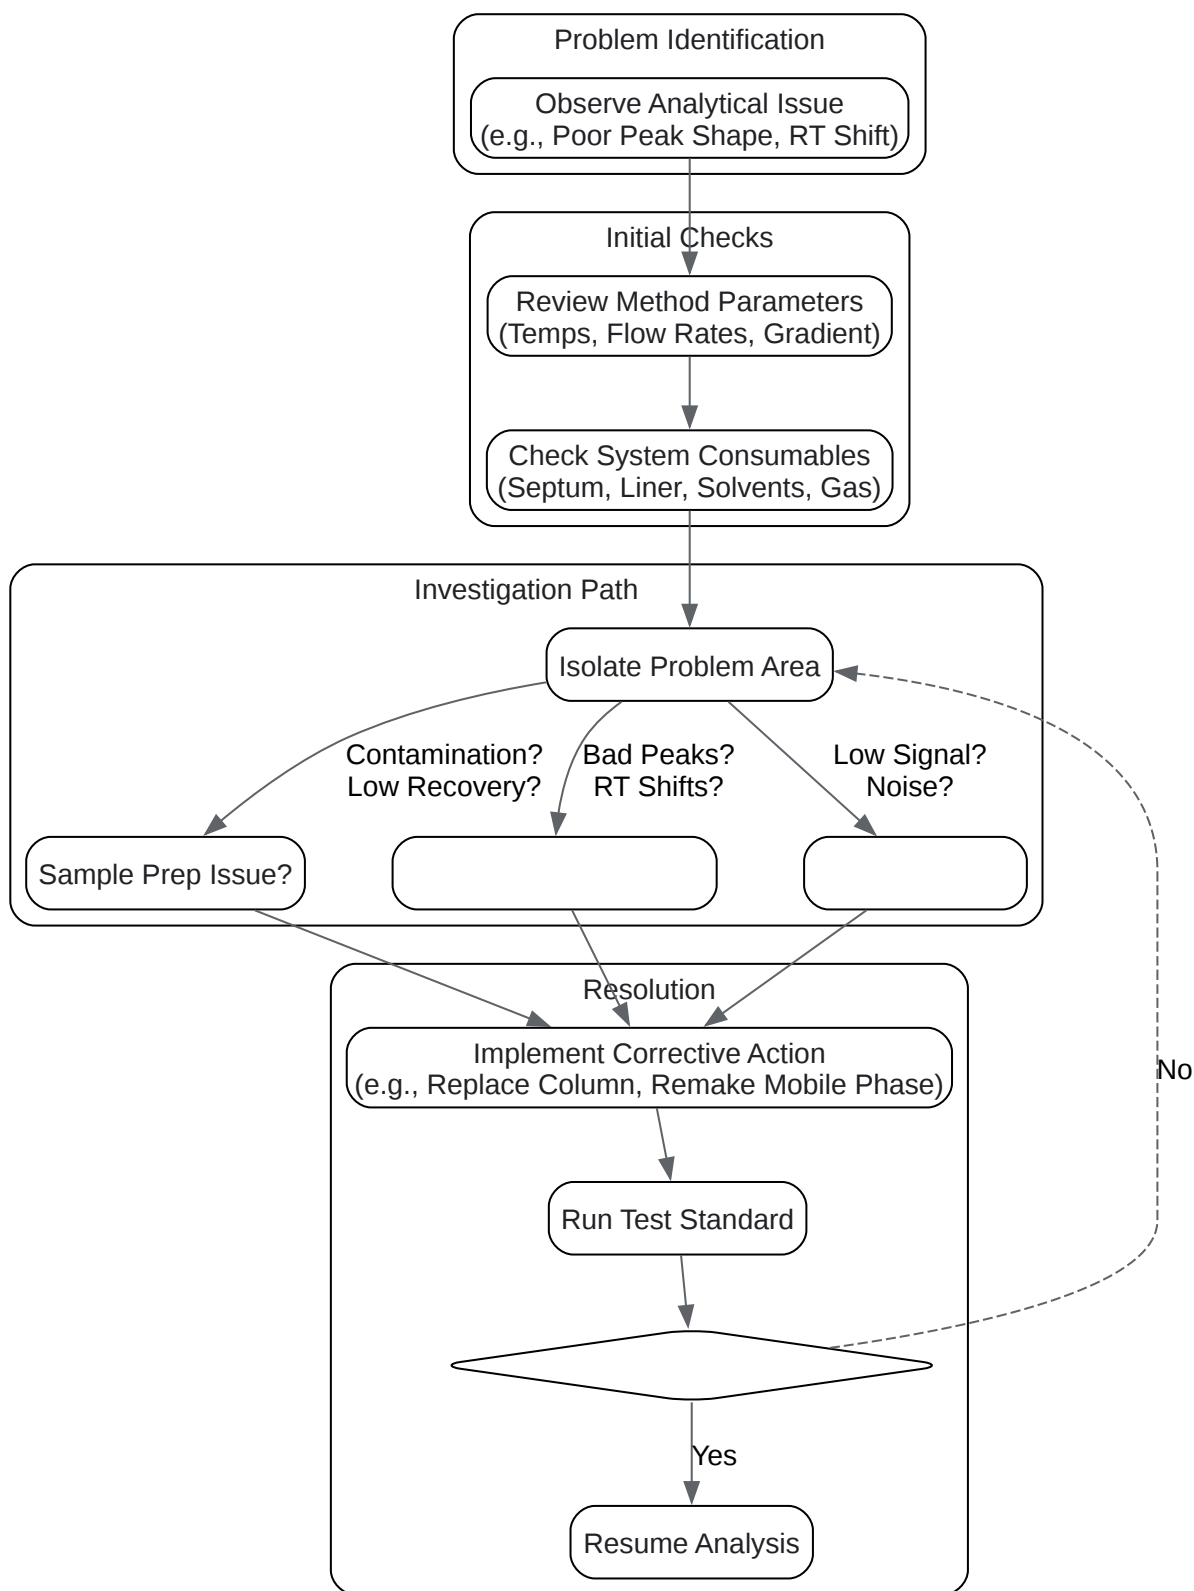 Problem Identification
Observe Analytical Issue
(e.g., Poor Peak Shape, RT Shift)
Initial Checks
Review Method Parameters
(Temps, Flow Rates, Gradient)
Check System Consumables
(Septum, Liner, Solvents, Gas)
Investigation Path
Isolate Problem Area
Contamination?
Low Recovery?
Bad Peaks?
RT Shifts?
Low Signal?
Noise?
Sample Prep Issue?
Resolution
Implement Corrective Action
(e.g., Replace Column, Remake Mobile Phase)
No
Run Test Standard
Yes
Resume Analysis